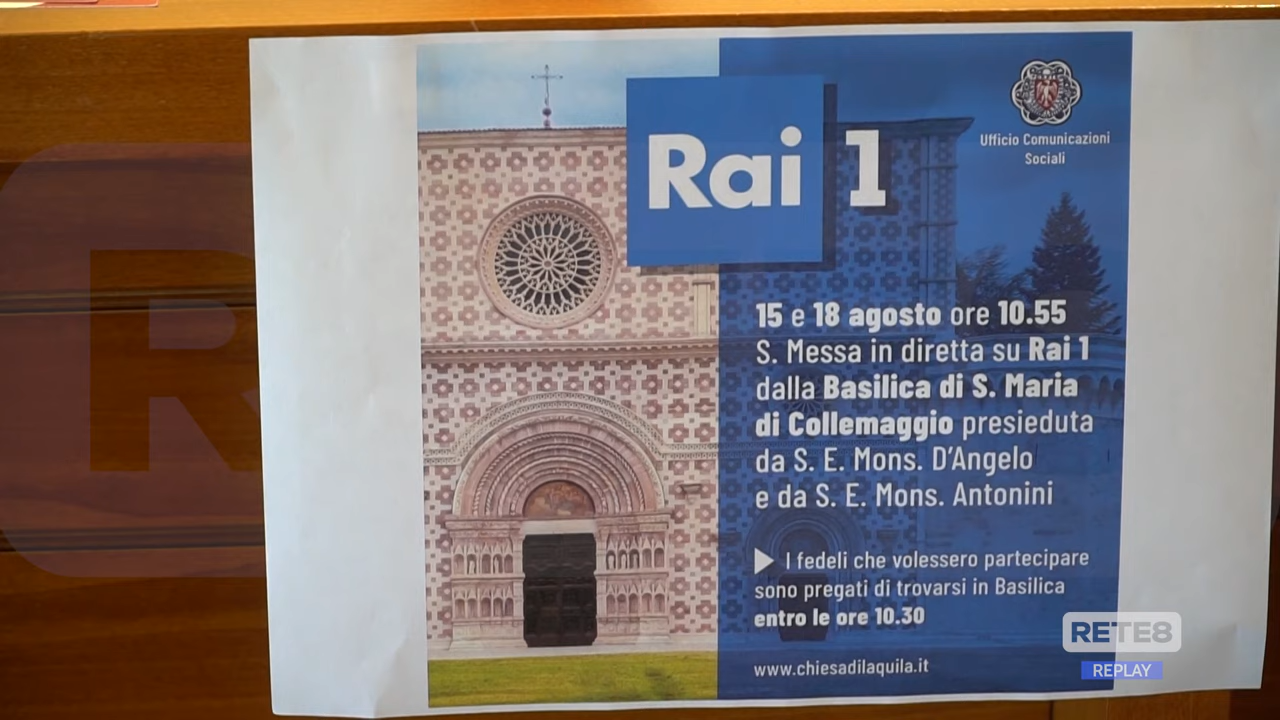 Rai 1
Ufficio Comunicazioni
Sociali
15 e 18 agosto ore 10.55
S. Messa in diretta su Rai 1
dalla Basilica di S. Maria
di Collemaggio presieduta
da S. E. Mons. D'Angelo
e da S. E. Mons. Antonini
I fedeli che volessero partecipare
sono pregati di trovarsi in Basilica
entro le ore 10.30
www.chiesadilaquila.it
RETE8
REPLAY
R